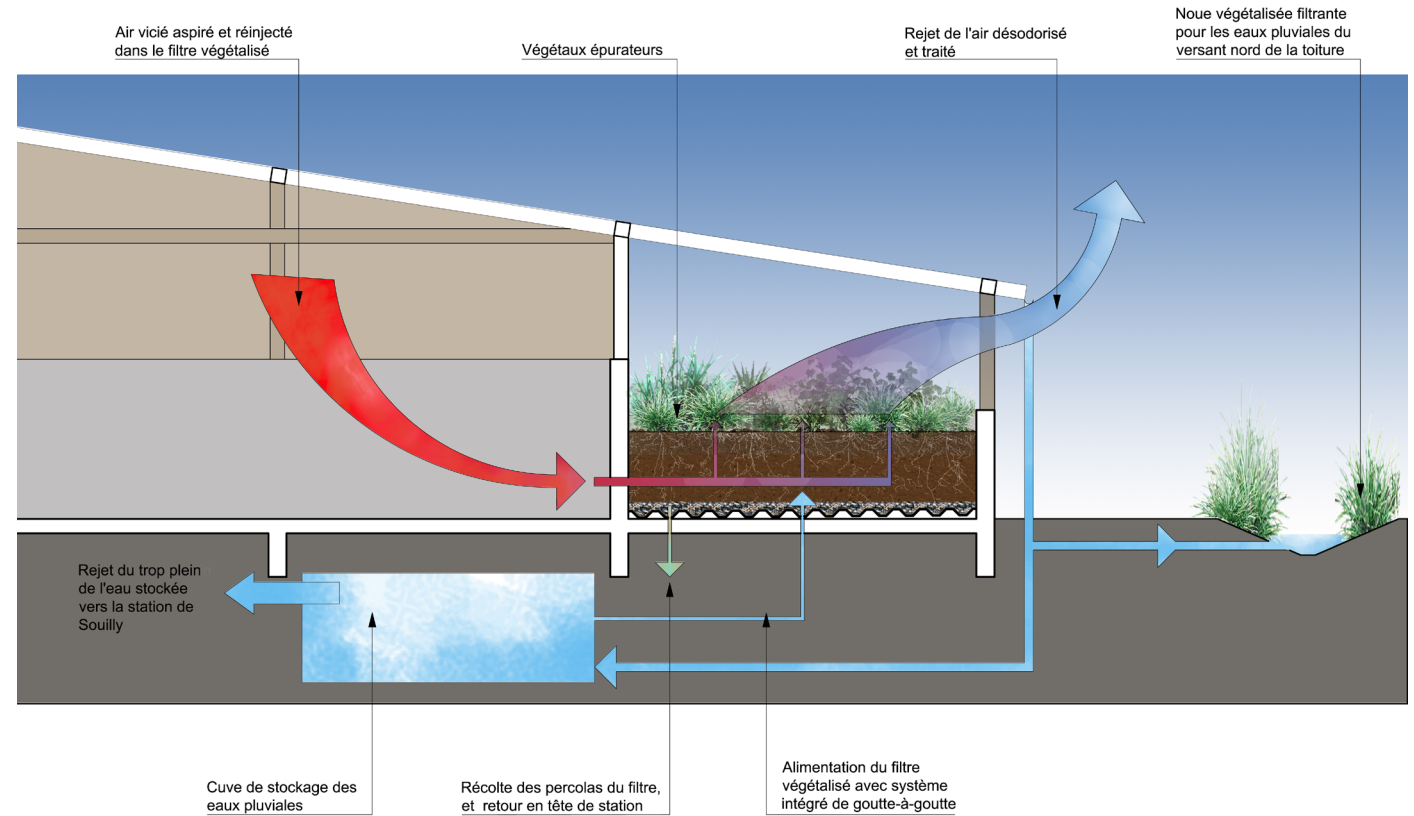 Air vicié aspiré et réinjecté
dans le filtre végétalisé
Végétaux épurateurs
Rejet de l'air désodorisé
et traité
Noue végétalisée filtrante
pour les eaux pluviales du
versant nord de la toiture
Rejet du trop plein
de l'eau stockée
vers la station de
Souilly
Cuve de stockage des
eaux pluviales
Récolte des percolas du filtre,
et retour en tête de station
Alimentation du filtre
végétalisé avec système
intégré de goutte-à-goutte